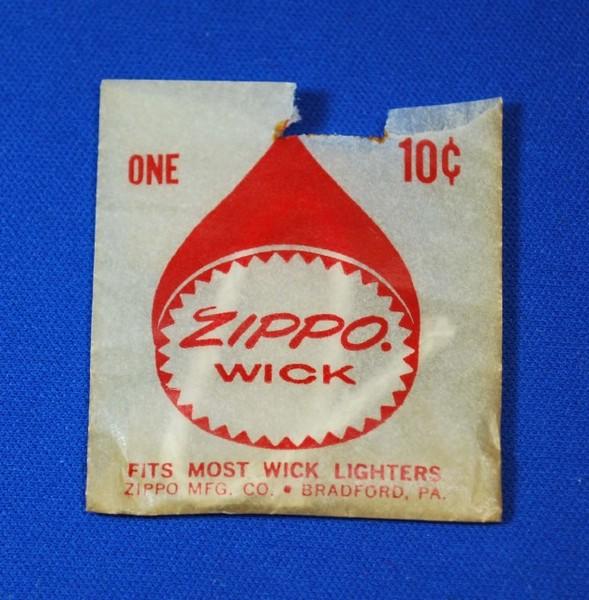 ONE 10¢
ZIPPO.
WICK
FITS MOST WICK LIGHTERS
ZIPPO MFG. CO. • BRADFORD, PA.